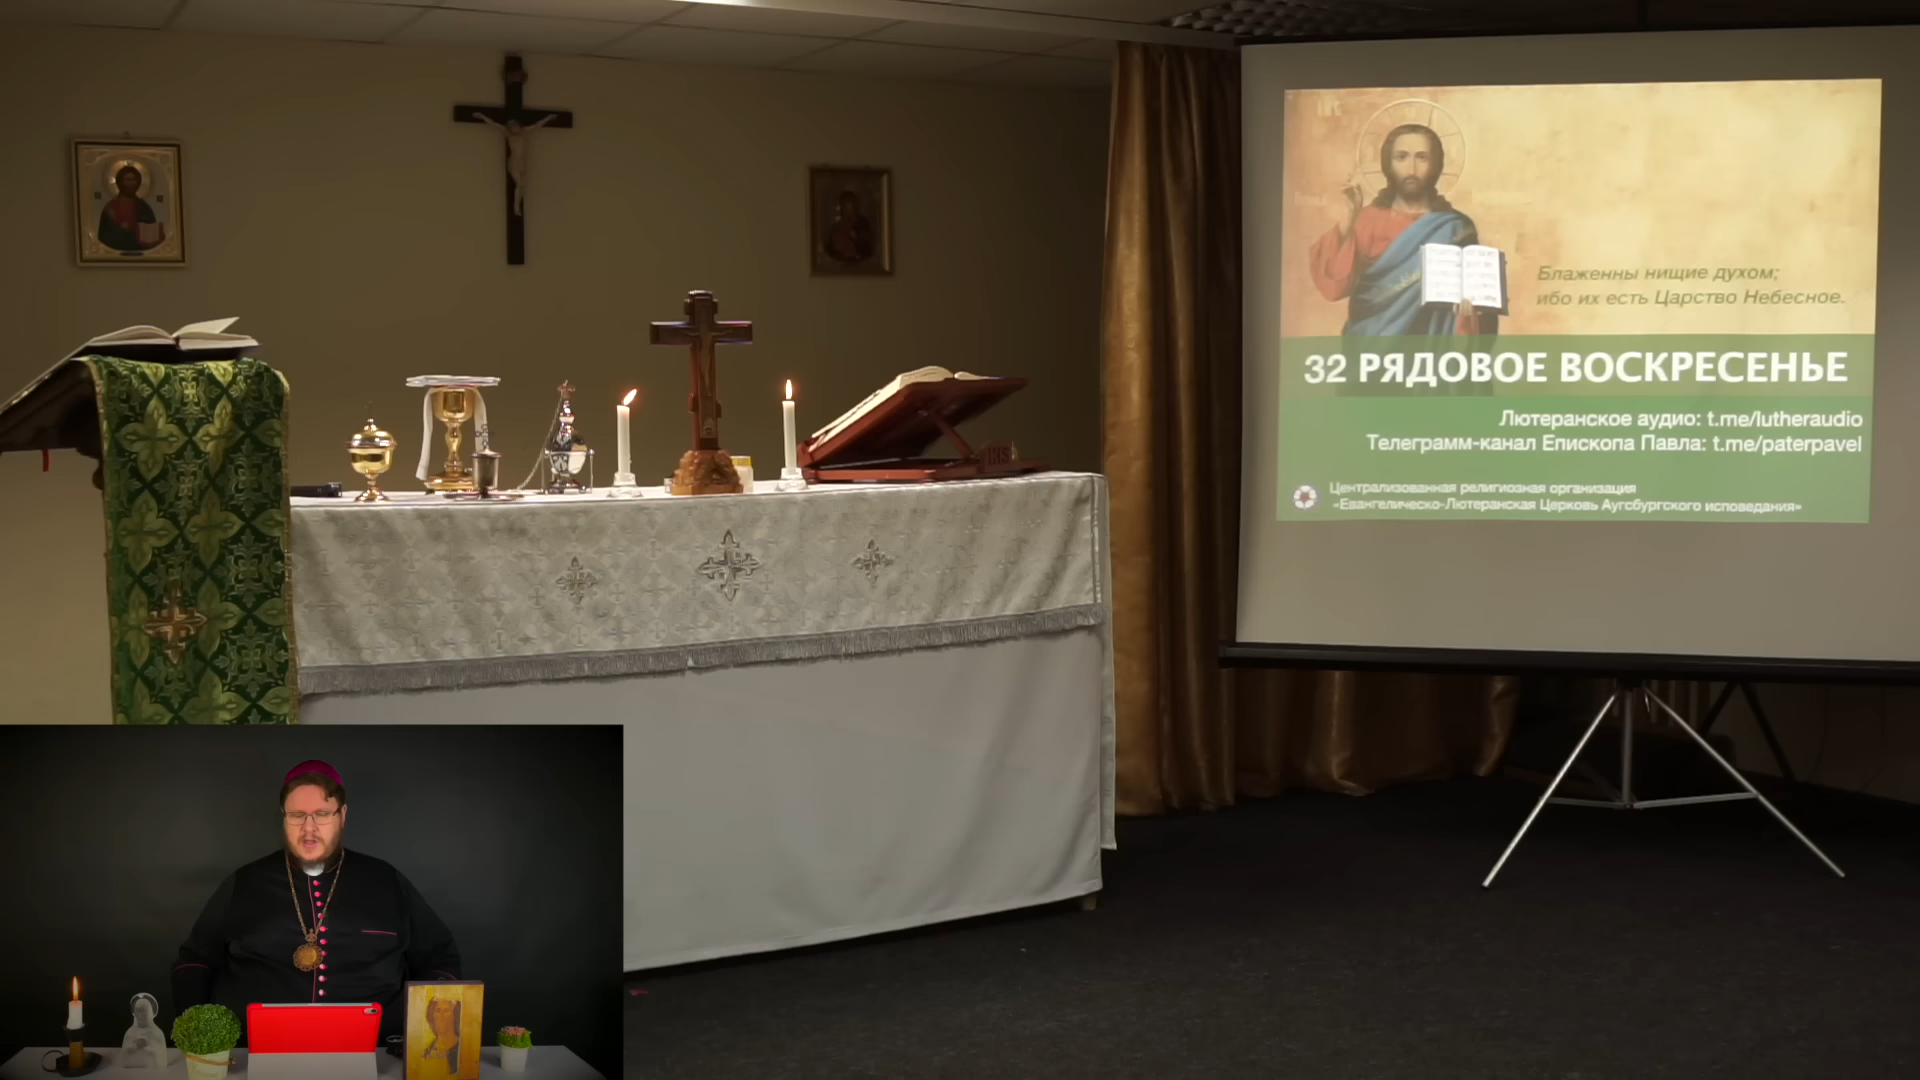 Блаженны нищие духом;
ибо их есть Царство Небесное.
32 РЯДОВОЕ ВОСКРЕСЕНЬЕ
Лютеранское аудио: t.me/lutheraudio
Телеграмм-канал Епископа Павла: t.me/paterpavel
Централизованная религиозная организация
«Евангелическо-Лютеранская Церковь Аугсбургского исповедания»
IHS